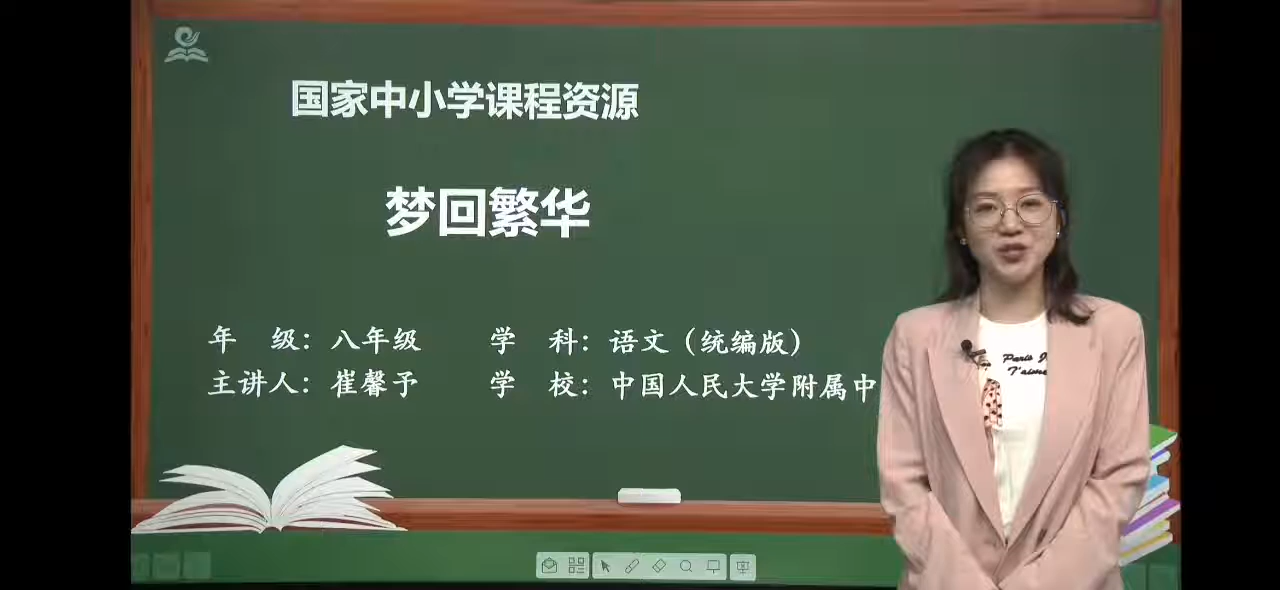 国家中小学课程资源
梦回繁华
年 级：八年级 学 科：语文（统编版）
主讲人：崔馨予 学 校：中国人民大学附属中
Paris J
T'aime